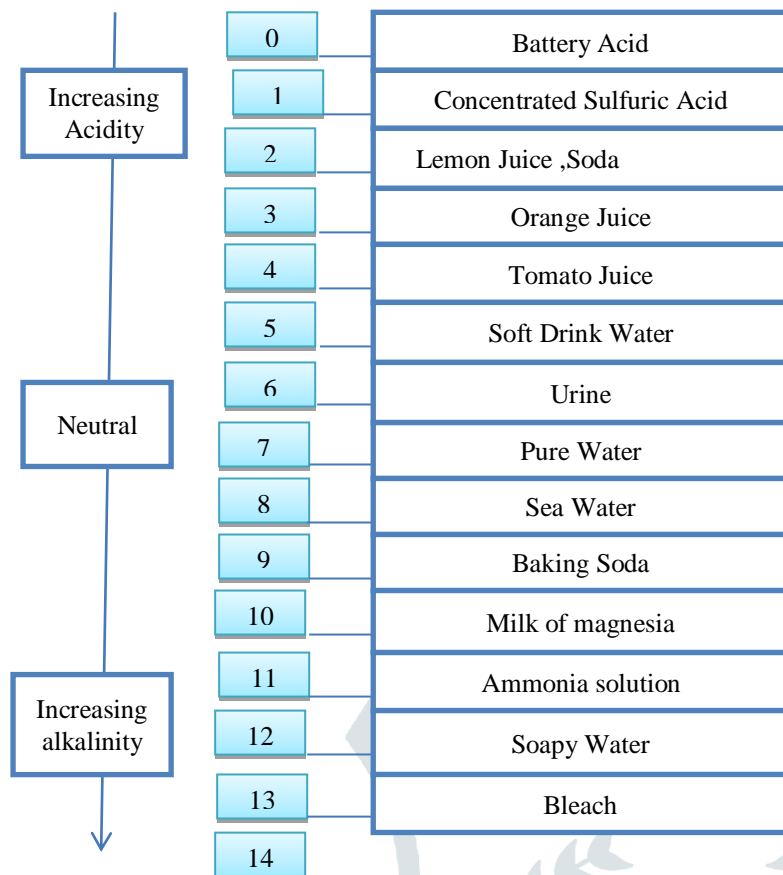 0 Battery Acid
Increasing
Acidity
1 Concentrated Sulfuric Acid
2 Lemon Juice ,Soda
3 Orange Juice
4 Tomato Juice
5 Soft Drink Water
6 Urine
Neutral
7 Pure Water
8 Sea Water
9 Baking Soda
10 Milk of magnesia
11 Ammonia solution
Increasing
alkalinity
12 Soapy Water
13 Bleach
14